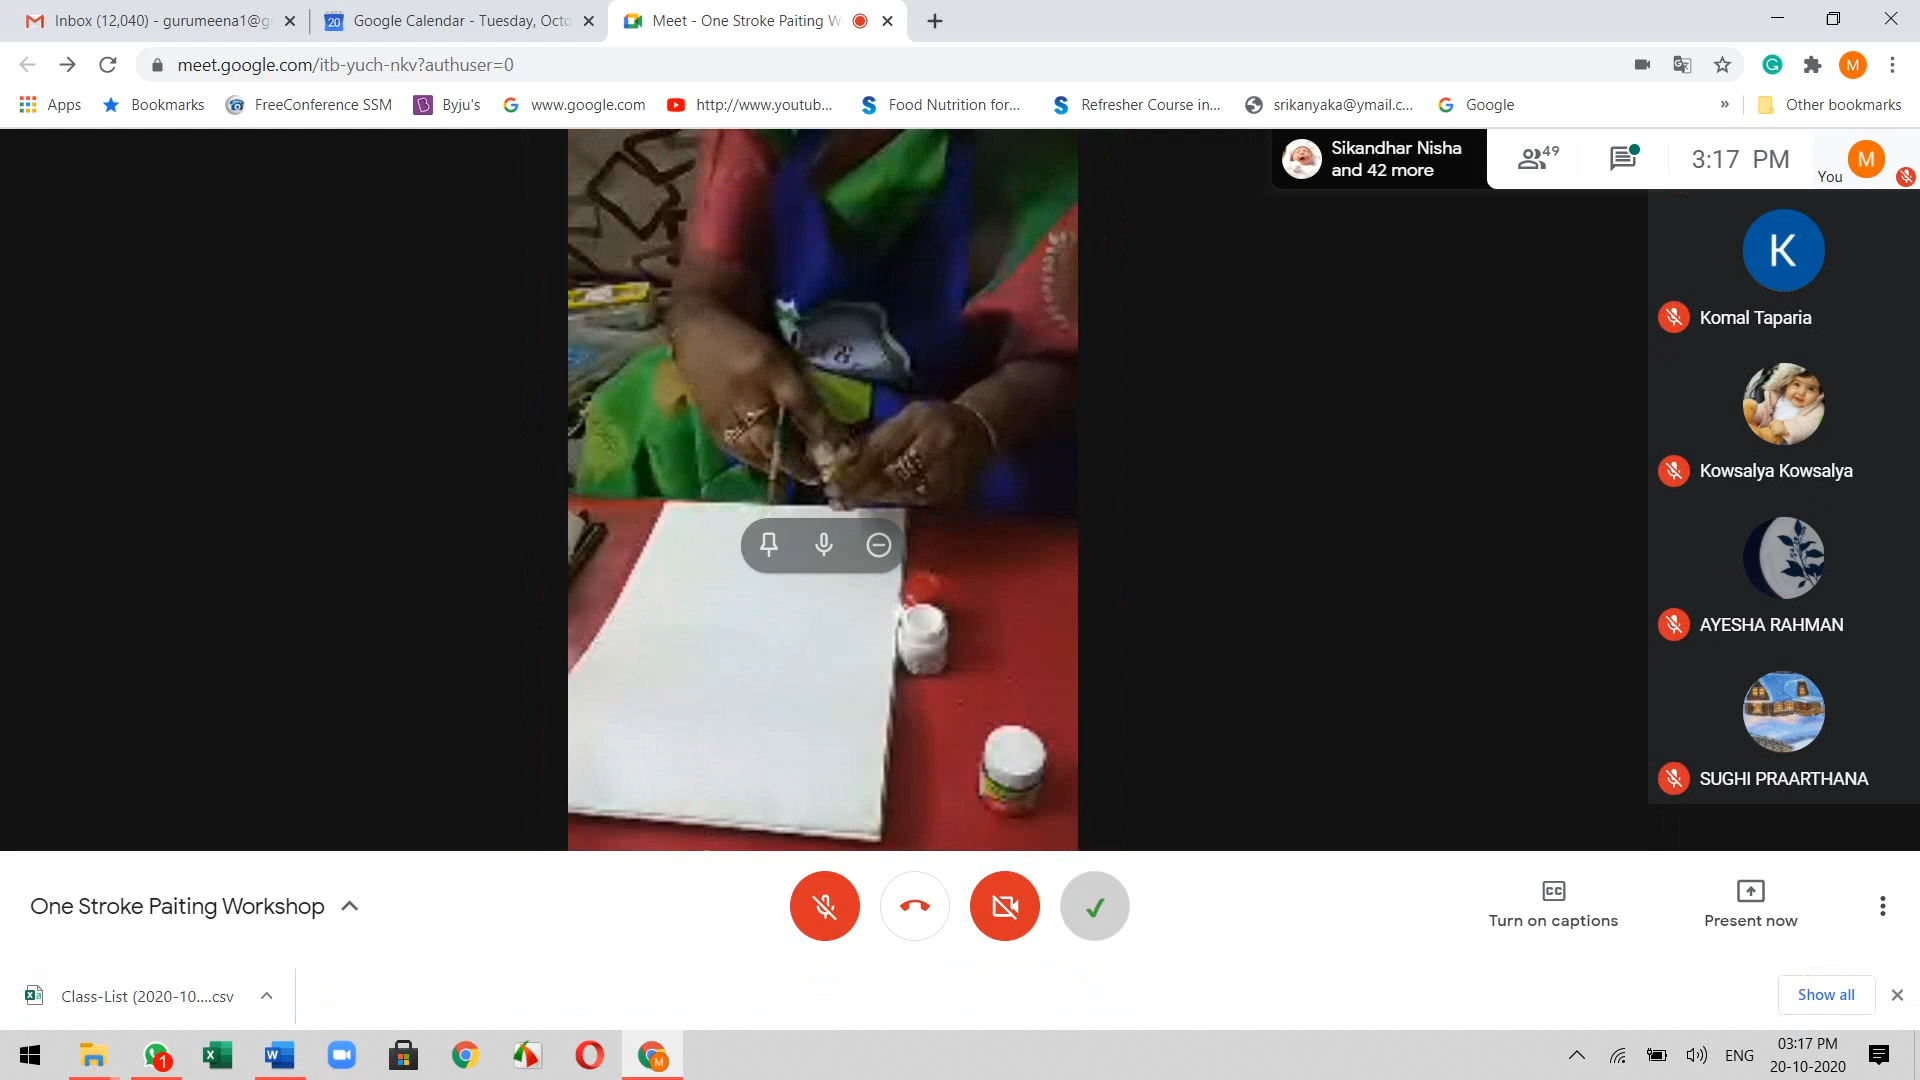 Inbox (12,040) - gurumeena1@g
Google Calendar - Tuesday, Octo
Meet - One Stroke Paiting W
meet.google.com/itb-yuch-nkv?authuser=0
M
Apps
Bookmarks
FreeConference SSM
Byju's
www.google.com
http://www.youtub...
Food Nutrition for...
Refresher Course in...
srikanyaka@ymail.c...
Google
»
Other bookmarks
Sikandhar Nisha
and 42 more
49
3:17 PM
You
M
K
Komal Taparia
Kowsalya Kowsalya
AYESHA RAHMAN
SUGHI PRAARTHANA
One Stroke Paiting Workshop
CC
Turn on captions
Present now
Class-List (2020-10....csv
Show all
1
M
ENG
03:17 PM
20-10-2020